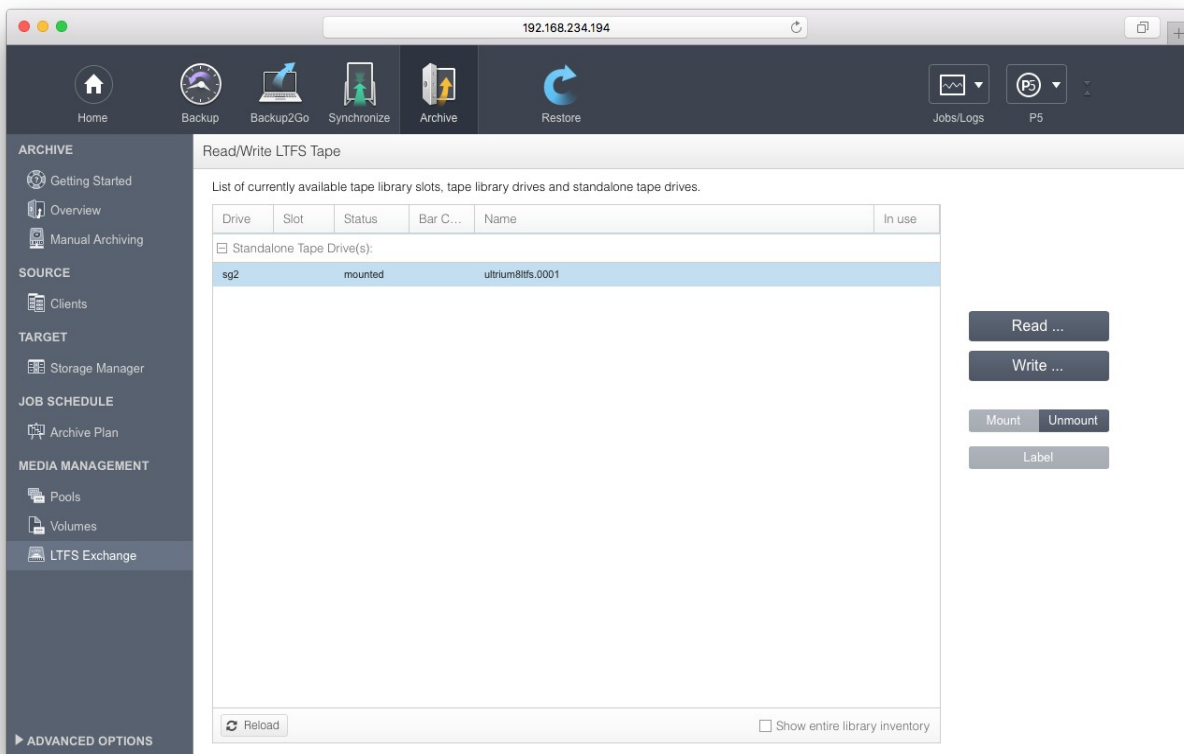 192.168.234.194
Home
Backup
Backup2Go
Synchronize
Archive
Restore
Jobs/Logs
P5
P5
ARCHIVE
Getting Started
Overview
Manual Archiving
SOURCE
Clients
TARGET
Storage Manager
JOB SCHEDULE
Archive Plan
MEDIA MANAGEMENT
Pools
Volumes
LTFS Exchange
ADVANCED OPTIONS
Read/Write LTFS Tape
List of currently available tape library slots, tape library drives and standalone tape drives.
Drive Slot Status Bar C... Name In use
Standalone Tape Drive(s):
sg2 mounted ultrium8ltfs.0001
Reload
Show entire library inventory
Read ...
Write ...
Mount Unmount
Label